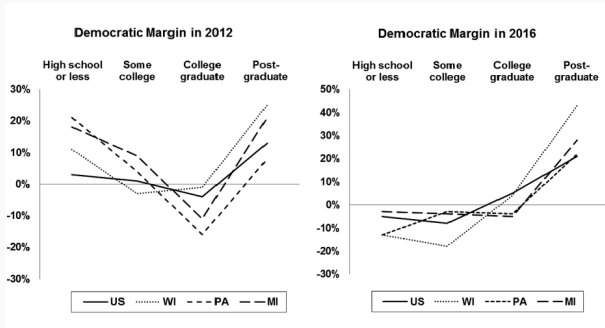 Democratic Margin in 2012
High school Some College Post-
or less college graduate graduate
30%
20%
10%
0%
-10%
-20%
-30%
US WI PA MI
Democratic Margin in 2016
High school Some College Post-
or less college graduate graduate
50%
40%
30%
20%
10%
0%
-10%
-20%
-30%
US WI PA MI